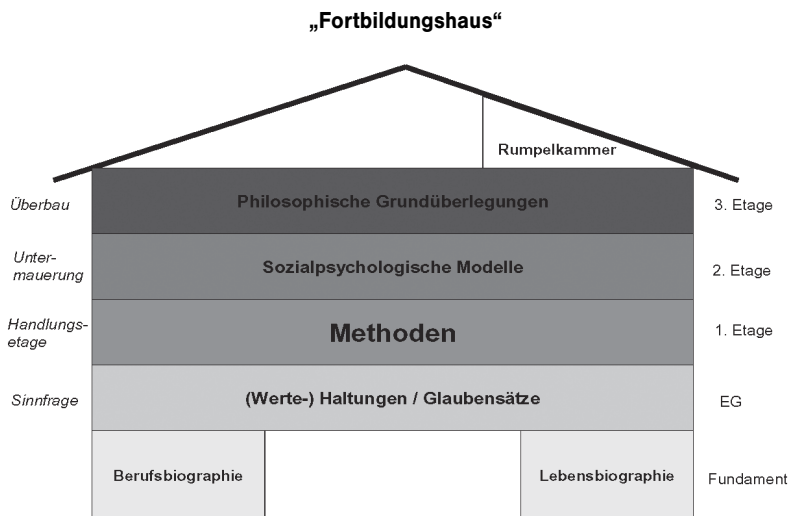 „Fortbildungshaus“
Rumpelkammer
Überbau
Philosophische Grundüberlegungen
3. Etage
Unter-
mauerung
Sozialpsychologische Modelle
2. Etage
Handlungs-
etage
Methoden
1. Etage
Sinnfrage
(Werte-) Haltungen / Glaubensätze
EG
Berufsbiographie
Lebensbiographie
Fundament